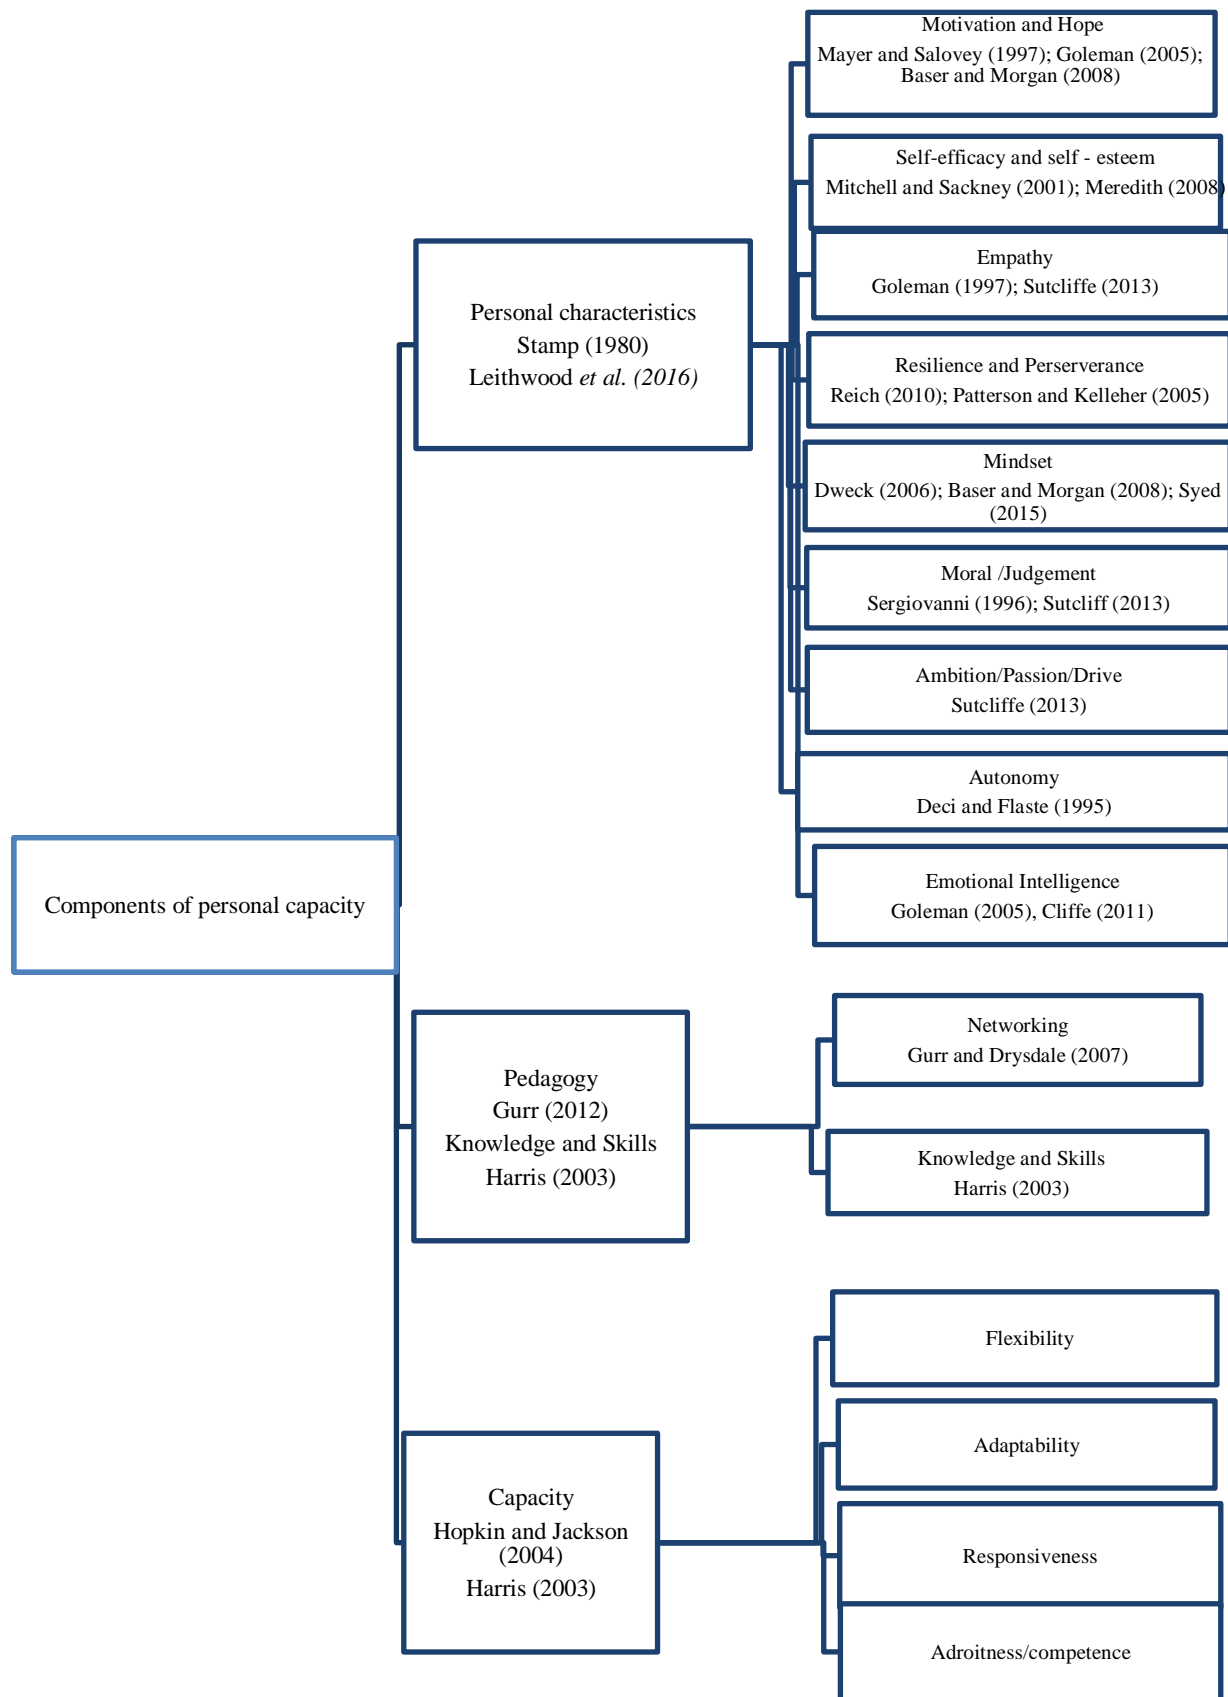 Motivation and Hope
Mayer and Salovey (1997); Goleman (2005);
Baser and Morgan (2008)
Self-efficacy and self - esteem
Mitchell and Sackney (2001); Meredith (2008)
Empathy
Goleman (1997); Sutcliffe (2013)
Personal characteristics
Stamp (1980)
Leithwood et al. (2016)
Resilience and Perserverance
Reich (2010); Patterson and Kelleher (2005)
Mindset
Dweck (2006); Baser and Morgan (2008); Syed
(2015)
Moral /Judgement
Sergiovanni (1996); Sutcliff (2013)
Ambition/Passion/Drive
Sutcliffe (2013)
Autonomy
Deci and Flaste (1995)
Emotional Intelligence
Goleman (2005), Cliffe (2011)
Components of personal capacity
Networking
Gurr and Drysdale (2007)
Pedagogy
Gurr (2012)
Knowledge and Skills
Harris (2003)
Knowledge and Skills
Harris (2003)
Flexibility
Adaptability
Capacity
Hopkin and Jackson
(2004)
Harris (2003)
Responsiveness
Adroitness/competence